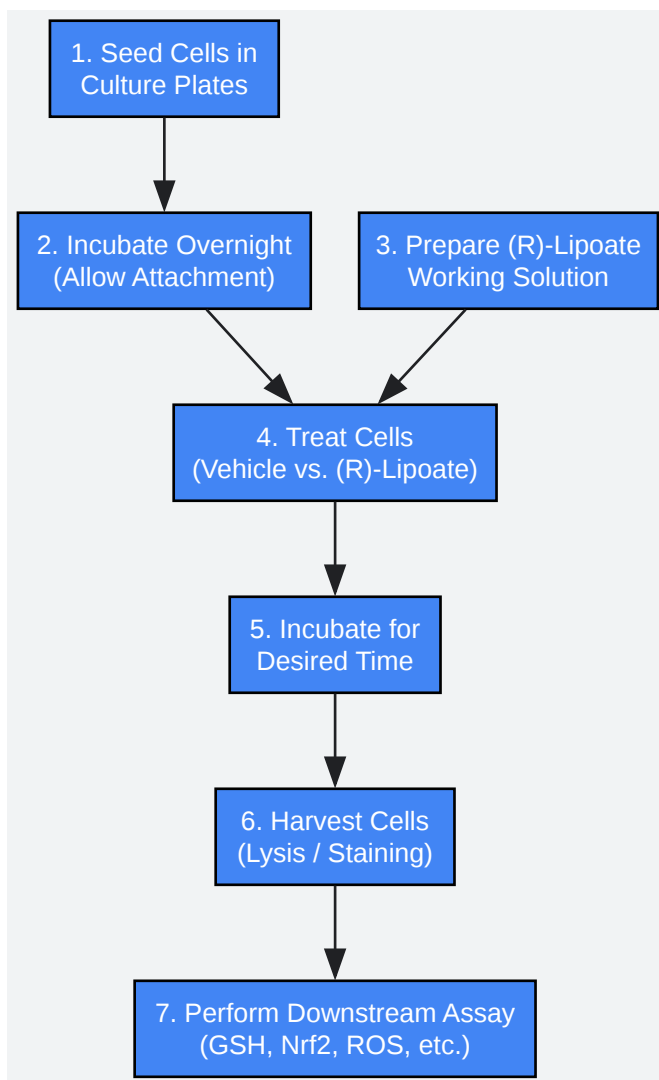 1. Seed Cells in
Culture Plates
2. Incubate Overnight
(Allow Attachment)
3. Prepare (R)-Lipoate
Working Solution
4. Treat Cells
(Vehicle vs. (R)-Lipoate)
5. Incubate for
Desired Time
6. Harvest Cells
(Lysis / Staining)
7. Perform Downstream Assay
(GSH, Nrf2, ROS, etc.)